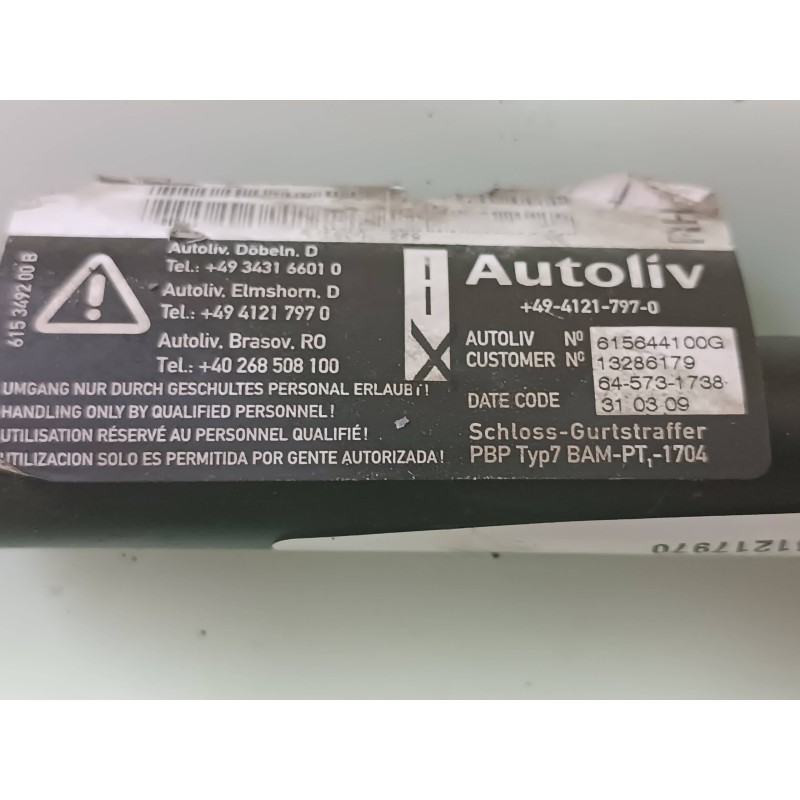 RH
615 3492 00 B
Autoliv, Döbeln. D
Tel.: +49 3431 6601 0
Autoliv. Elmshorn. D
Tel.: +49 4121 797 0
Autoliv, Brasov, RO
Tel.: +40 268 508 100
UMGANG NUR DURCH GESCHULTES PERSONAL ERLAUBT!
HANDLING ONLY BY QUALIFIED PERSONNEL!
UTILISATION RÉSERVÉ AU PERSONNEL QUALIFIÉ!
UTILIZACION SOLO ES PERMITIDA POR GENTE AUTORIZADA!
Autoliv
+49-4121-797-0
AUTOLIV Nº 615644100G
CUSTOMER Nº 13286179
64-573-1738-
DATE CODE 31 03 09
Schloss-Gurtstraffer
PBP Typ7 BAM-PT₁-1704
41217970